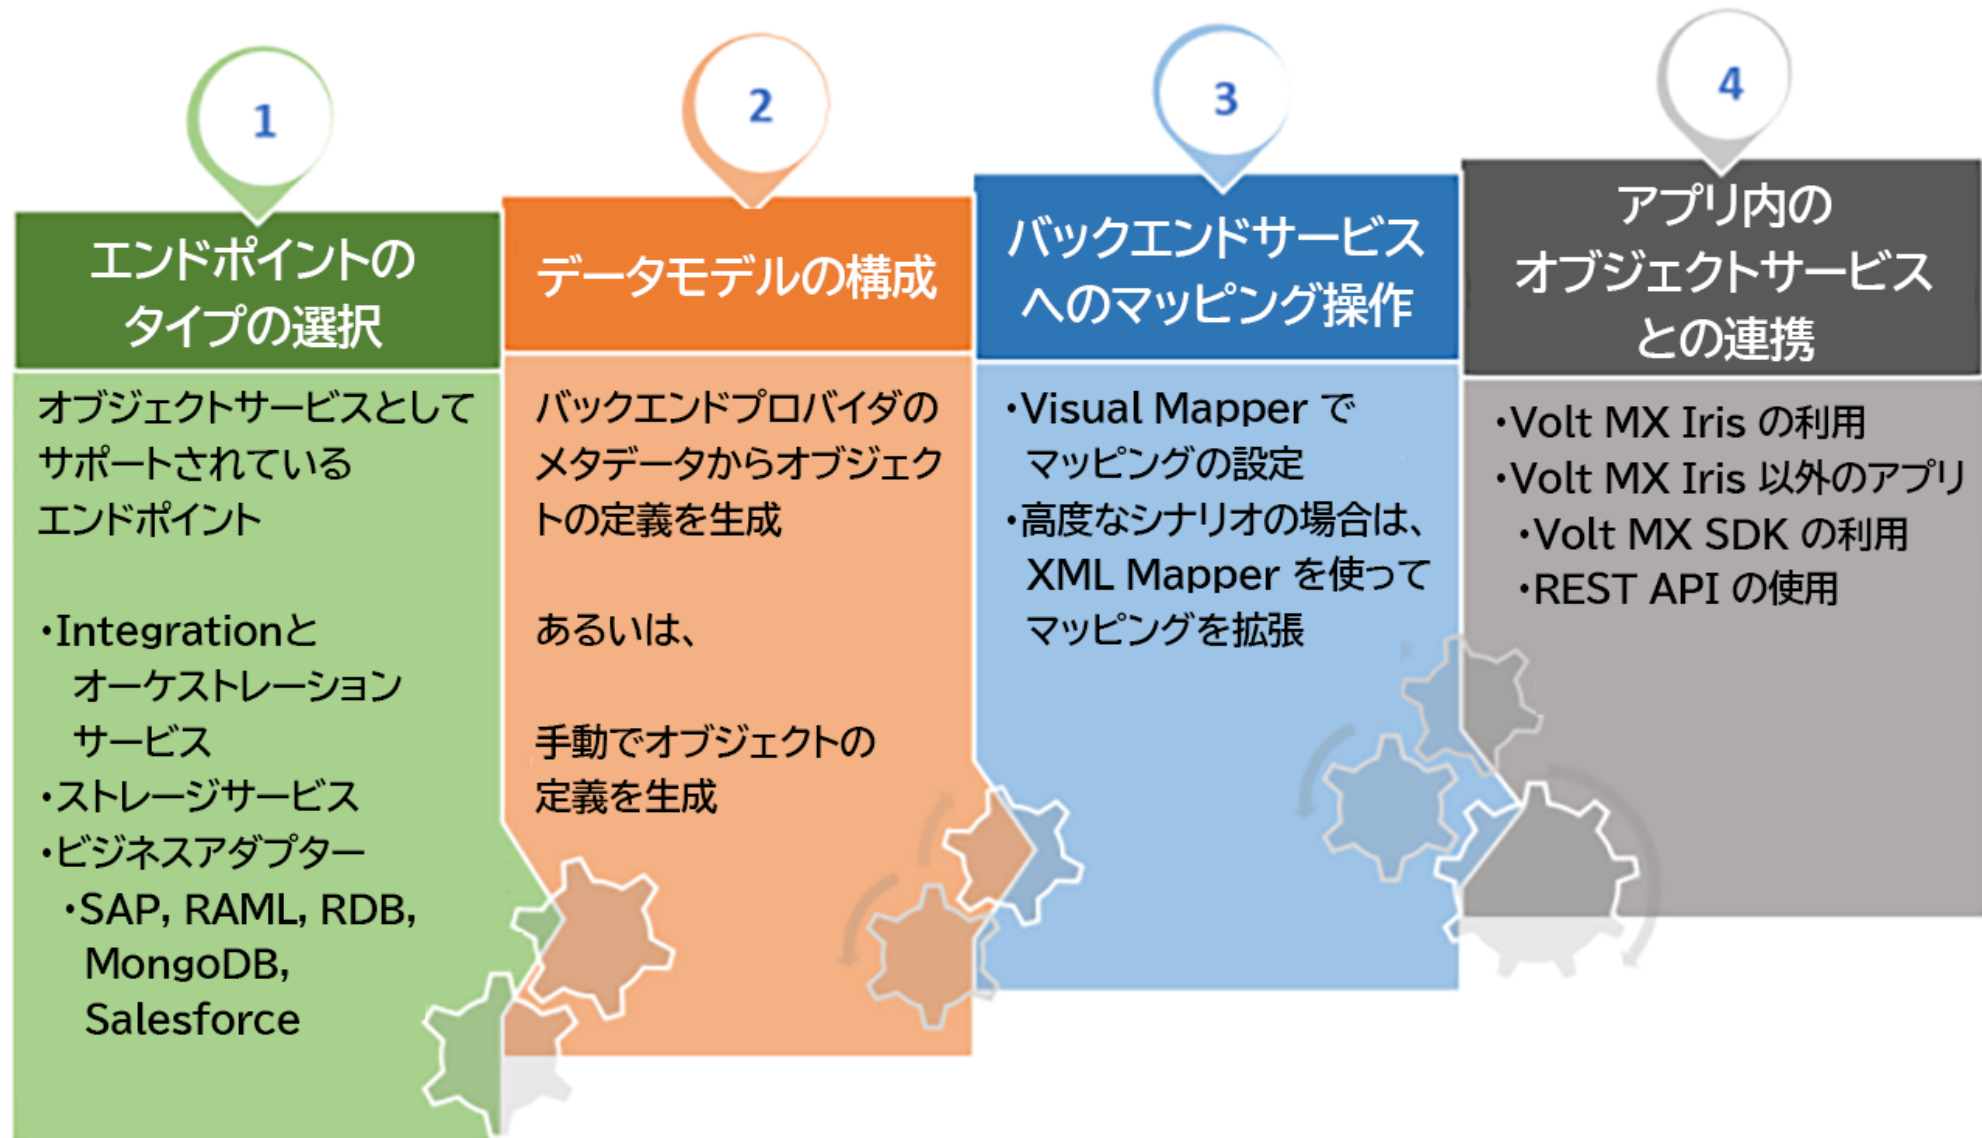 1
エンドポイントの
タイプの選択
オブジェクトサービスとして
サポートされている
エンドポイント
・Integrationと
オーケストレーション
サービス
・ストレージサービス
・ビジネスアダプター
・SAP, RAML, RDB,
MongoDB,
Salesforce
2
データモデルの構成
バックエンドプロバイダの
メタデータからオブジェク
トの定義を生成
あるいは、
手動でオブジェクトの
定義を生成
3
バックエンドサービス
へのマッピング操作
・Visual Mapper で
マッピングの設定
・高度なシナリオの場合は、
XML Mapper を使って
マッピングを拡張
4
アプリ内の
オブジェクトサービス
との連携
・Volt MX Iris の利用
・Volt MX Iris 以外のアプリ
・Volt MX SDK の利用
・REST API の使用